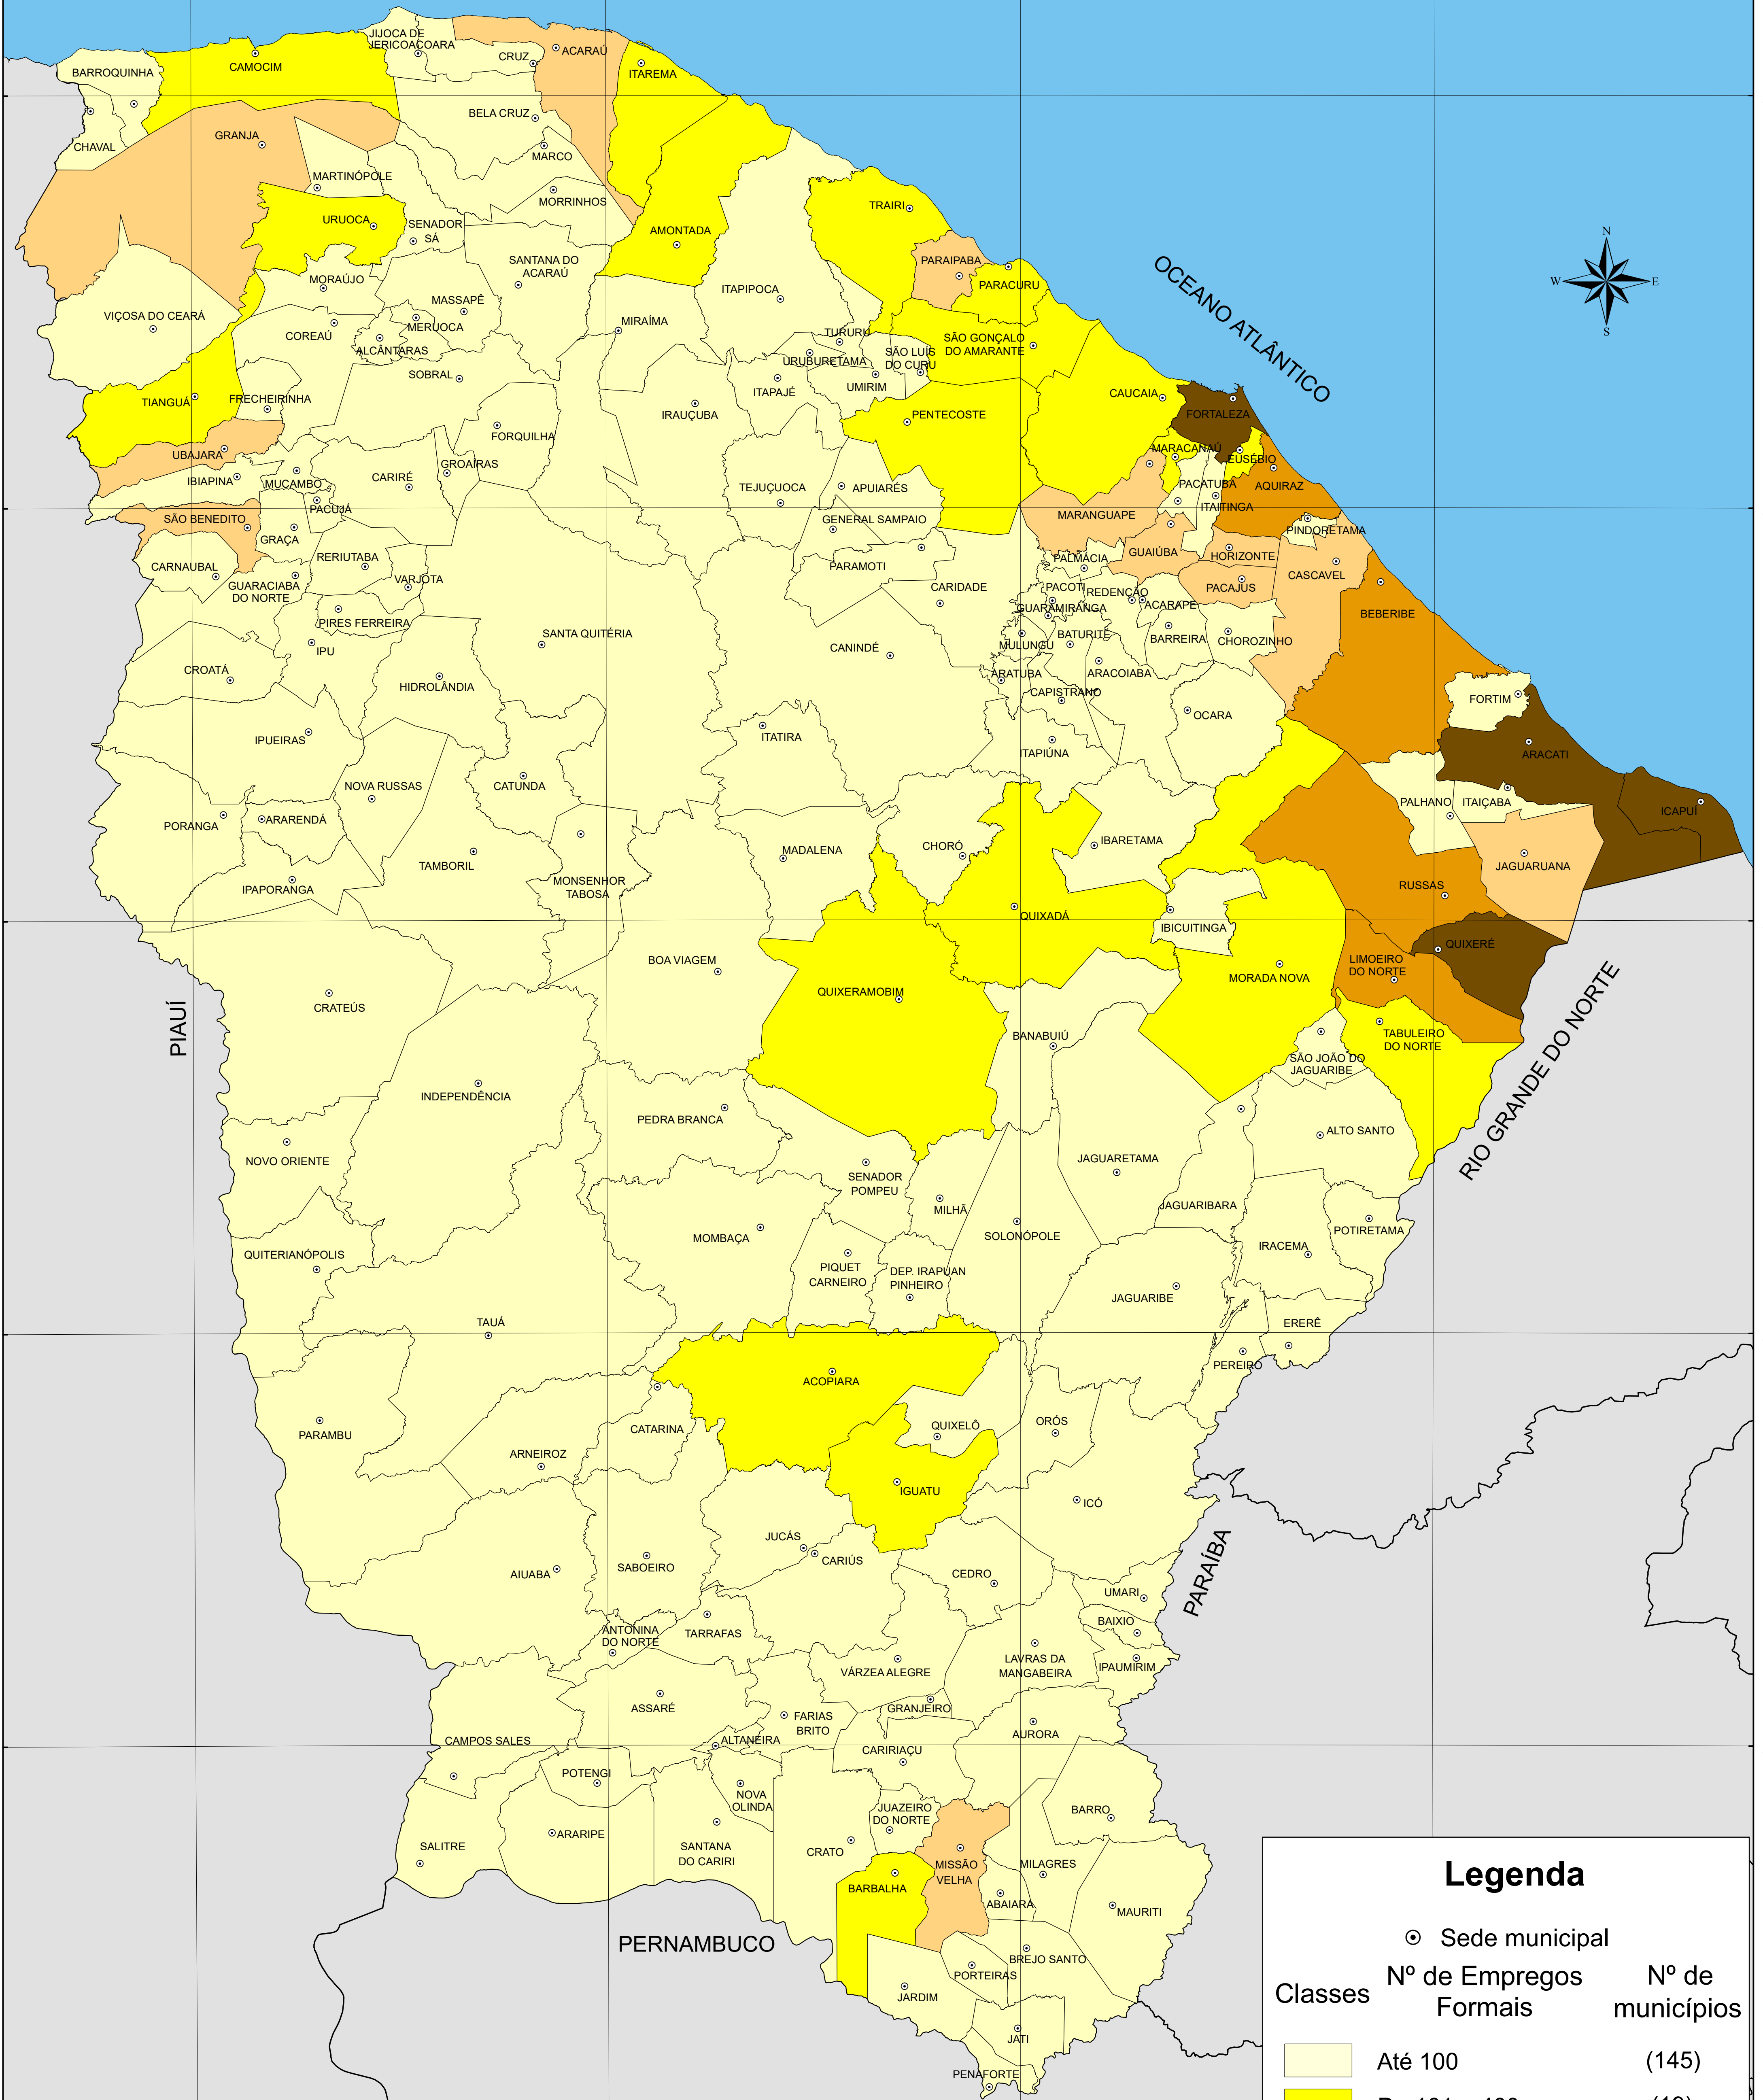 JIJOCA DE
JERICOACOARA
CRUZ
ACARAÚ
BARROQUINHA
CAMOCIM
ITAREMA
BELA CRUZ
GRANJA
CHAVAL
MARCO
MARTINÓPOLE
MORRINHOS
TRAIRI
URUOCA
SENADOR
SÁ
AMONTADA
N
W
E
S
SANTANA DO
ACARAÚ
PARAIPABA
OCEANO ATLÂNTICO
MORAÚJO
ITAPIPOCA
PARACURU
MASSAPÊ
VIÇOSA DO CEARÁ
MERUOCA
MIRAÍMA
COREAÚ
TURURU
SÃO GONÇALO
DO AMARANTE
ALCÂNTARAS
SÃO LUÍS
DO CURU
URUBURETAMA
SOBRAL
UMIRIM
ITAPAJÉ
CAUCAIA
FRECHEIRINHA
TIANGUÁ
IRAUÇUBA
PENTECOSTE
FORTALEZA
FORQUILHA
MARACANAÚ
UBAJARA
EUSÉBIO
GROAÍRAS
CARIRÉ
IBIAPINA
MUCAMBO
PACATUBA
AQUIRAZ
TEJUÇUOCA
APUIARÉS
PACUJÁ
ITAITINGA
SÃO BENEDITO
MARANGUAPE
GENERAL SAMPAIO
PINDORETAMA
GRAÇA
RERIUTABA
PALMÁCIA
GUAIÚBA
HORIZONTE
CARNAUBAL
PARAMOTI
CASCAVEL
VARJOTA
GUARACIABA
DO NORTE
CARIDADE
PACOTI
REDENÇÃO
PACAJUS
ACARAPE
GUARAMIRANGA
BEBERIBE
PIRES FERREIRA
SANTA QUITÉRIA
BATURITÉ
BARREIRA
CHOROZINHO
MULUNGU
IPU
CANINDÉ
CROATÁ
ARATUBA
ARACOIABA
HIDROLÂNDIA
CAPISTRANO
FORTIM
OCARA
IPUEIRAS
ITATIRA
ITAPIÚNA
ARACATI
NOVA RUSSAS
CATUNDA
PALHANO
ITAIÇABA
ICAPUÍ
PORANGA
ARARENDÁ
IBARETAMA
CHORÓ
MADALENA
TAMBORIL
JAGUARUANA
MONSENHOR
TABOSA
IPAPORANGA
RUSSAS
QUIXADÁ
IBICUITINGA
QUIXERÉ
BOA VIAGEM
LIMOEIRO
DO NORTE
MORADA NOVA
QUIXERAMOBIM
CRATEÚS
PIAUÍ
BANABUIÚ
TABULEIRO
DO NORTE
SÃO JOÃO DO
JAGUARIBE
RIO GRANDE DO NORTE
INDEPENDÊNCIA
PEDRA BRANCA
ALTO SANTO
NOVO ORIENTE
JAGUARETAMA
SENADOR
POMPEU
JAGUARIBARA
MILHÃ
POTIRETAMA
MOMBAÇA
SOLONÓPOLE
IRACEMA
QUITERIANÓPOLIS
PIQUET
CARNEIRO
DEP. IRAPUAN
PINHEIRO
JAGUARIBE
TAUÁ
ERERÊ
PEREIRO
ACOPIARA
PARAMBU
CATARINA
QUIXELÔ
ORÓS
ARNEIROZ
IGUATU
ICÓ
JUCÁS
CARIÚS
PARAÍBA
AIUABA
SABOEIRO
CEDRO
UMARI
BAIXIO
ANTONINA
DO NORTE
TARRAFAS
LAVRAS DA
MANGABEIRA
IPAUMIRIM
VÁRZEA ALEGRE
ASSARÉ
GRANJEIRO
FARIAS
BRITO
AURORA
CAMPOS SALES
ALTANEIRA
CARIRIAÇU
POTENGI
NOVA
OLINDA
JUAZEIRO
DO NORTE
BARRO
ARARIPE
SALITRE
SANTANA
DO CARIRI
CRATO
MISSÃO
VELHA
MILAGRES
BARBALHA
ABAIARA
MAURITI
PERNAMBUCO
BREJO SANTO
PORTEIRAS
JARDIM
JATI
PENAFORTE
Legenda
Sede municipal
Classes
Nº de Empregos
Formais
Nº de
municípios
Até 100
(145)